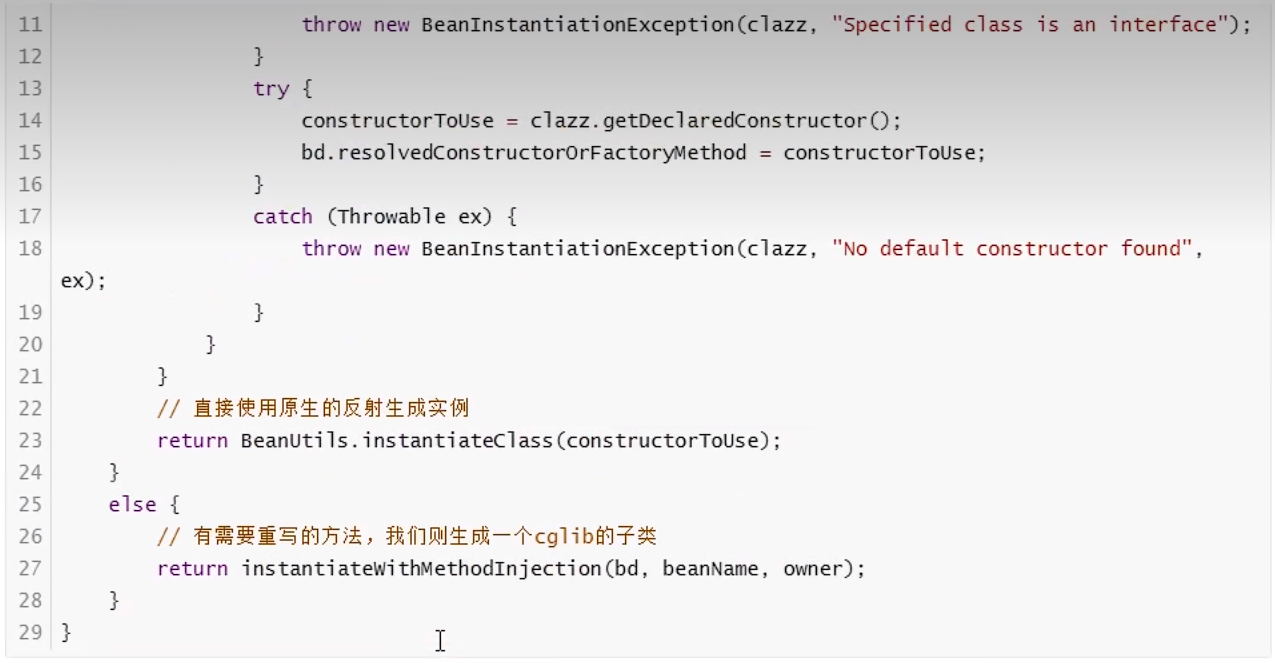 11                     throw new BeanInstantiationException(clazz, "Specified class is an interface");
12                 }
13                 try {
14                     constructorToUse = clazz.getDeclaredConstructor();
15                     bd.resolvedConstructorOrFactoryMethod = constructorToUse;
16                 }
17                 catch (Throwable ex) {
18                     throw new BeanInstantiationException(clazz, "No default constructor found",
ex);
19                 }
20             }
21         }
22         // 直接使用原生的反射生成实例
23         return BeanUtils.instantiateClass(constructorToUse);
24     }
25     else {
26         // 有需要重写的方法，我们则生成一个cglib的子类
27         return instantiateWithMethodInjection(bd, beanName, owner);
28     }
29 }